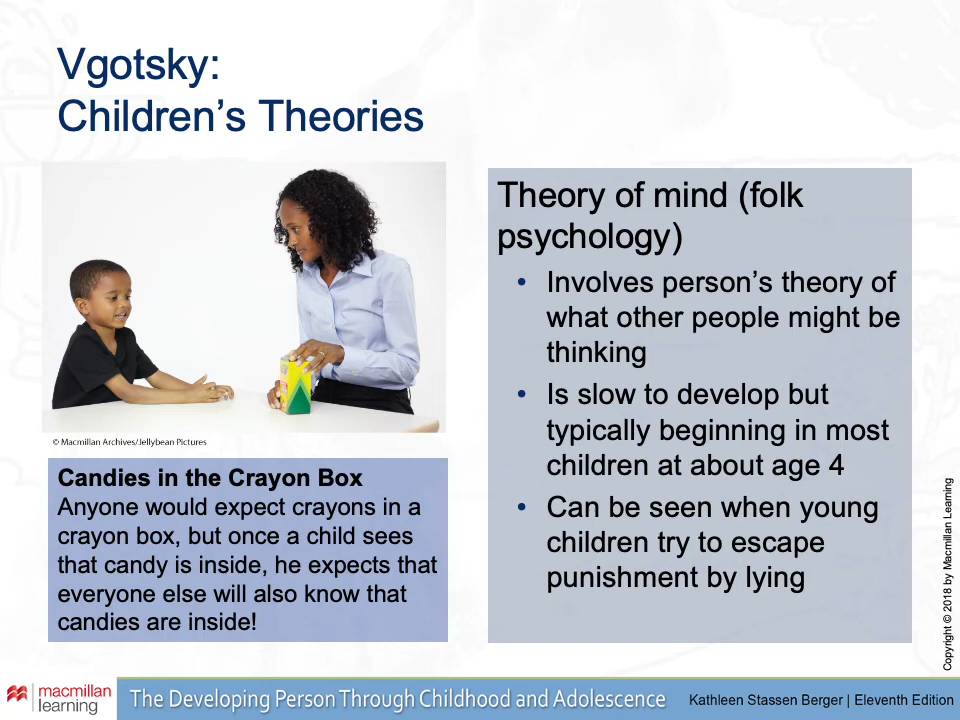 Vgotsky:
Children’s Theories
© Macmillan Archives/Jellybean Pictures
Candies in the Crayon Box
Anyone would expect crayons in a
crayon box, but once a child sees
that candy is inside, he expects that
everyone else will also know that
candies are inside!
Theory of mind (folk
psychology)
• Involves person’s theory of
what other people might be
thinking
• Is slow to develop but
typically beginning in most
children at about age 4
• Can be seen when young
children try to escape
punishment by lying
Copyright © 2018 by Macmillan Learning
macmillan
learning
The Developing Person Through Childhood and Adolescence
Kathleen Stassen Berger | Eleventh Edition